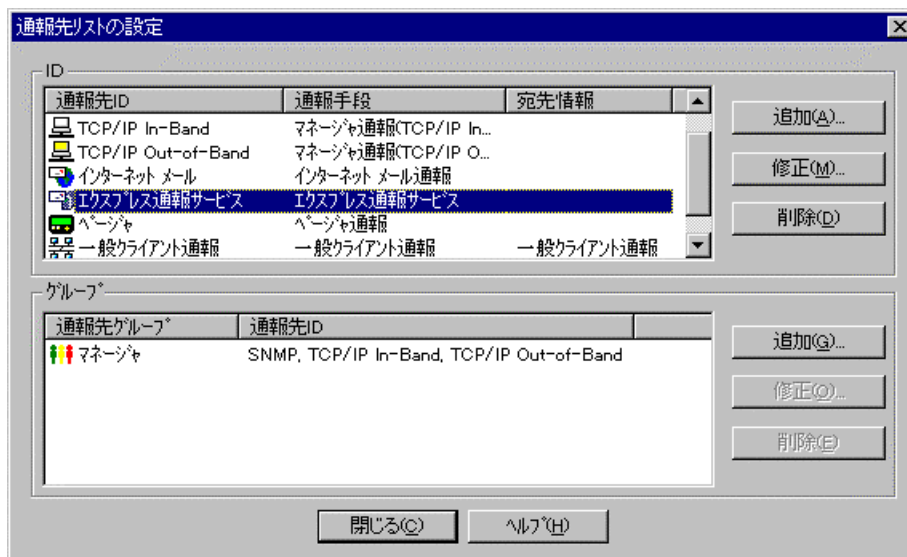 通報先リストの設定
ID
通報先ID 通報手段 宛先情報
TCP/IP In-Band マネージャ通報(TCP/IP In...
TCP/IP Out-of-Band マネージャ通報(TCP/IP O...
インターネット メール インターネット メール通報
エクスプレス通報サービス エクスプレス通報サービス
ページャ ページャ通報
一般クライアント通報 一般クライアント通報 一般クライアント通報
追加(A)...
修正(M)...
削除(D)
グループ
通報先グループ 通報先ID
マネージャ SNMP, TCP/IP In-Band, TCP/IP Out-of-Band
追加(G)...
修正(O)...
削除(E)
閉じる(C) ヘルプ(H)